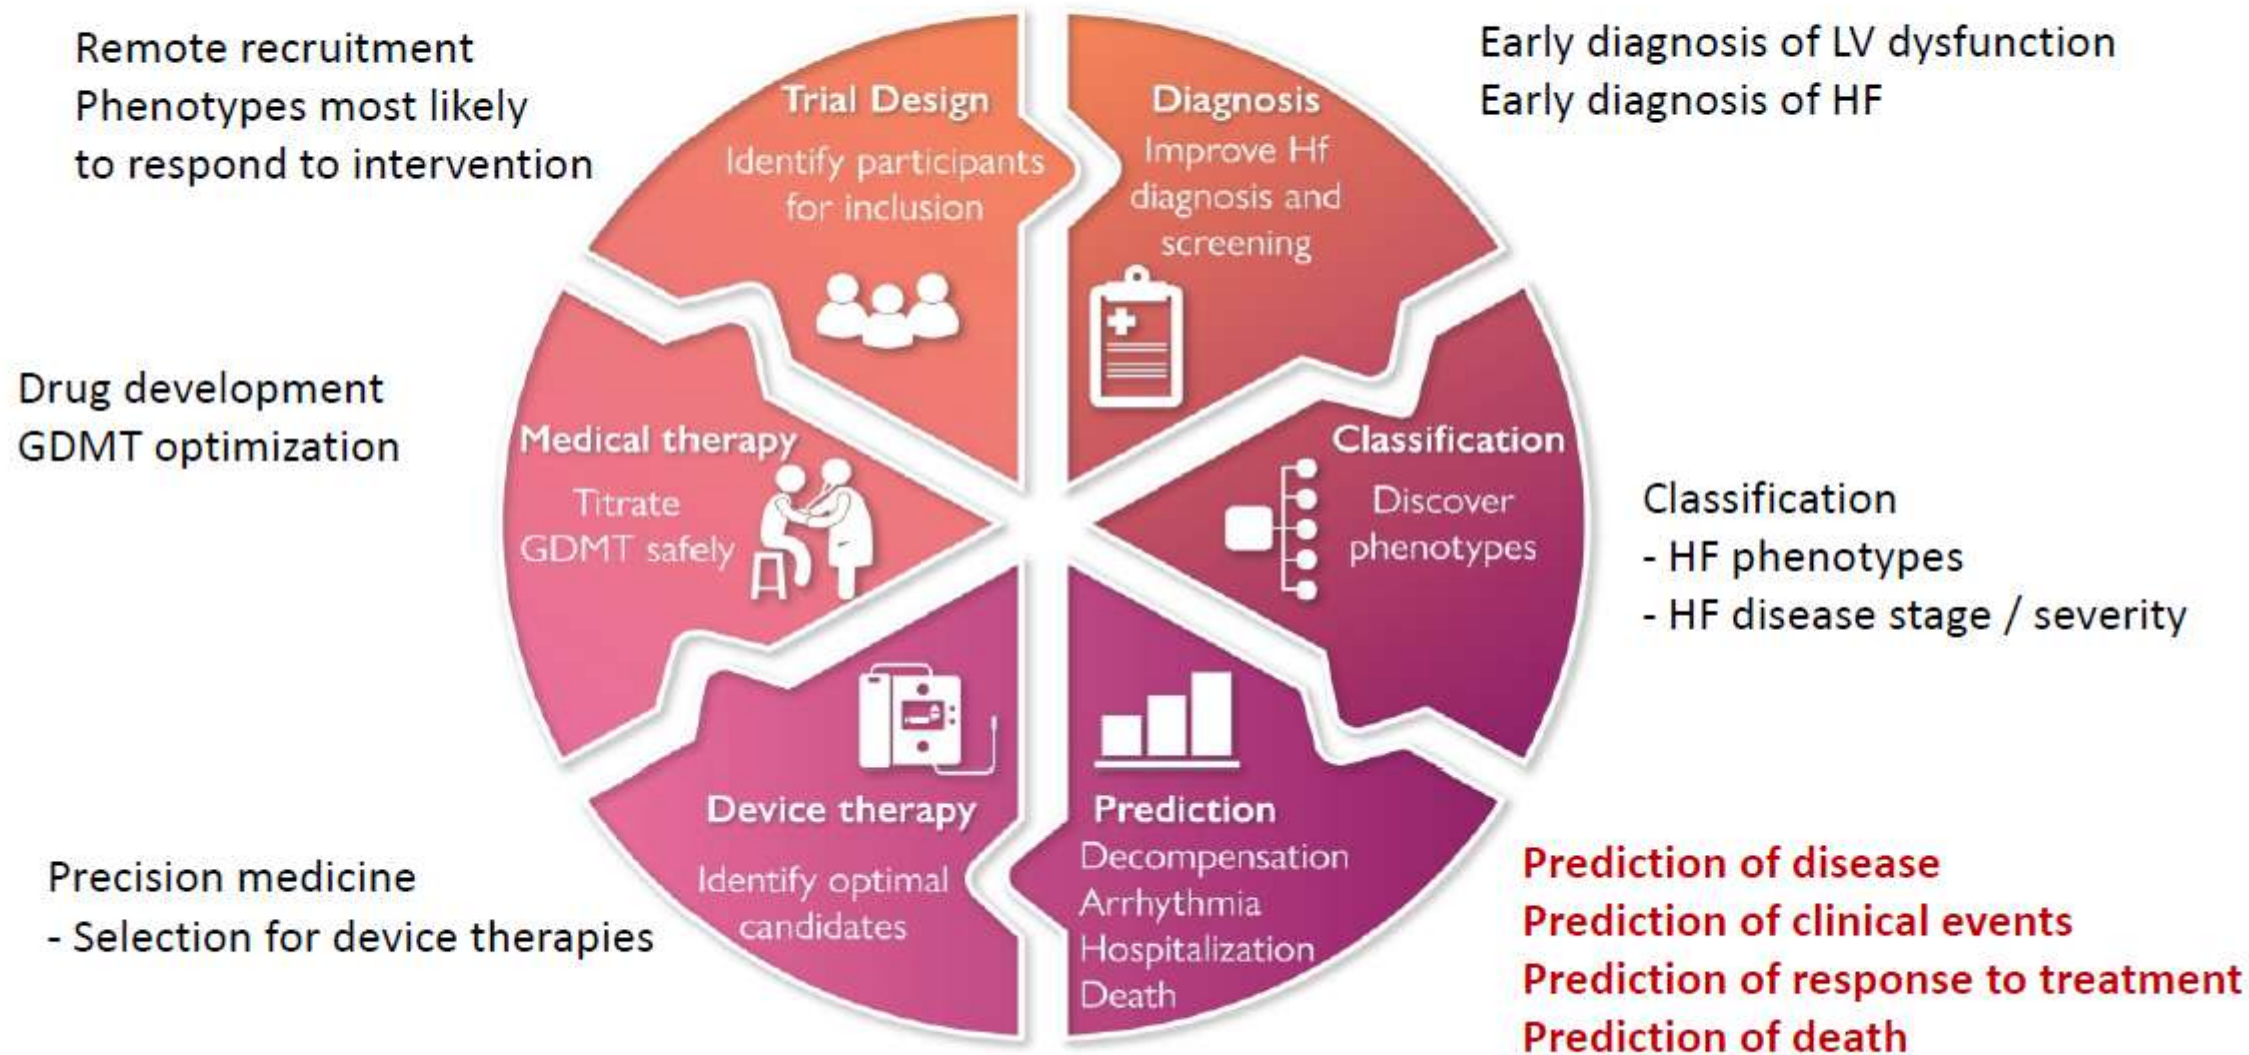 Remote recruitment
Phenotypes most likely
to respond to intervention
Trial Design
Identify participants
for inclusion
Diagnosis
Improve Hf
diagnosis and
screening
Early diagnosis of LV dysfunction
Early diagnosis of HF
Drug development
GDMT optimization
Medical therapy
Titrate
GDMT safely
Classification
Discover
phenotypes
Classification
- HF phenotypes
- HF disease stage / severity
Precision medicine
- Selection for device therapies
Device therapy
Identify optimal
candidates
Prediction
Decompensation
Arrhythmia
Hospitalization
Death
Prediction of disease
Prediction of clinical events
Prediction of response to treatment
Prediction of death